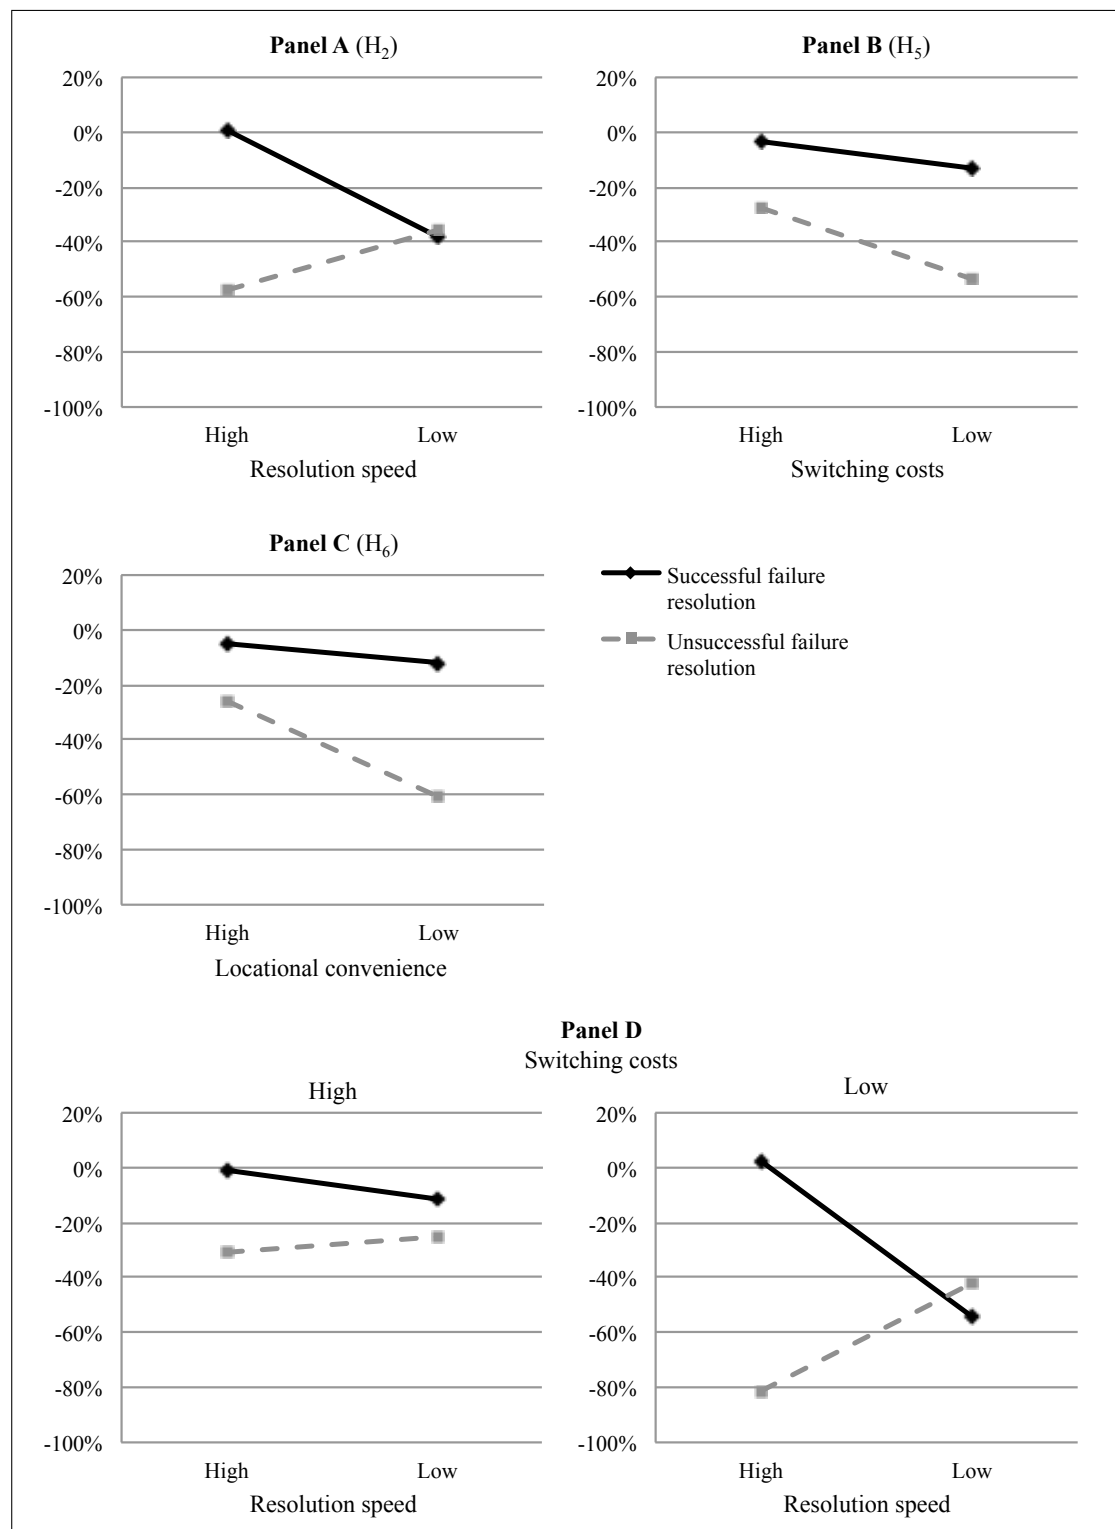 Panel A (H2)
20%
0%
-20%
-40%
-60%
-80%
-100%
High
Low
Resolution speed
Panel B (H5)
20%
0%
-20%
-40%
-60%
-80%
-100%
High
Low
Switching costs
Panel C (H6)
20%
0%
-20%
-40%
-60%
-80%
-100%
High
Low
Locational convenience
Successful failure
resolution
Unsuccessful failure
resolution
Panel D
Switching costs
High
20%
0%
-20%
-40%
-60%
-80%
-100%
High
Low
Resolution speed
Low
20%
0%
-20%
-40%
-60%
-80%
-100%
High
Low
Resolution speed